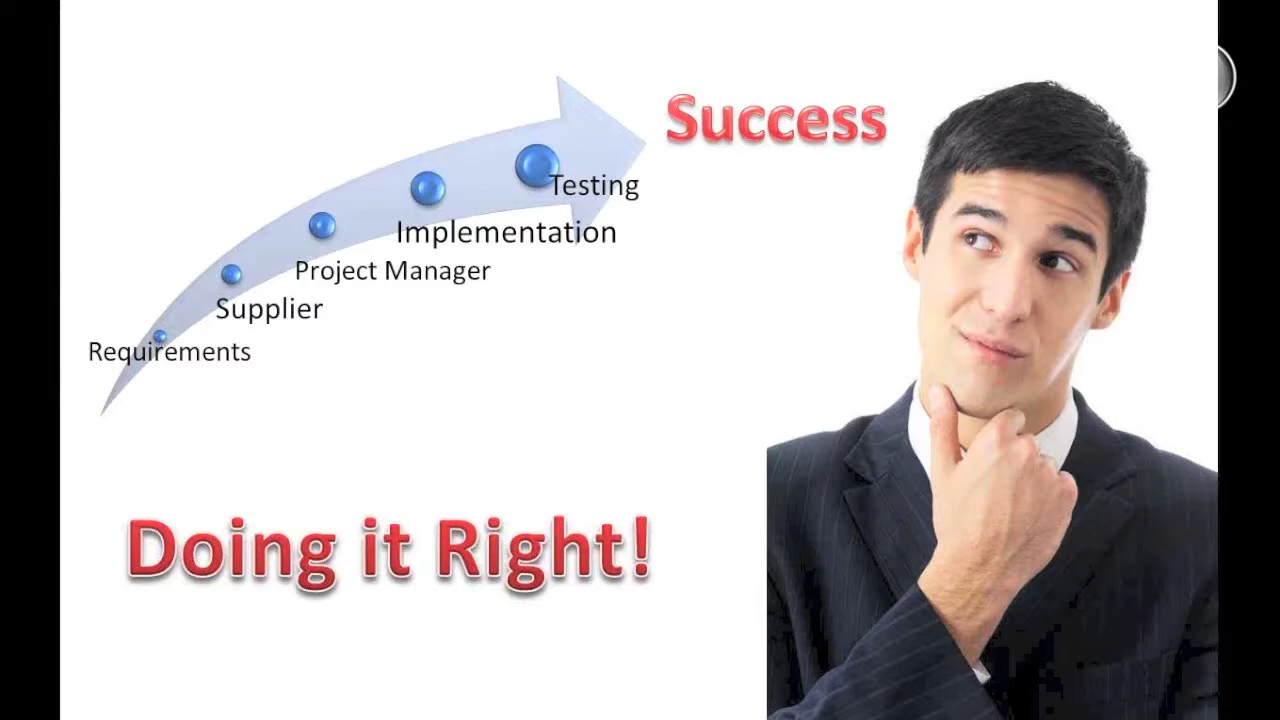 Success
Testing
Implementation
Project Manager
Supplier
Requirements
Doing it Right!